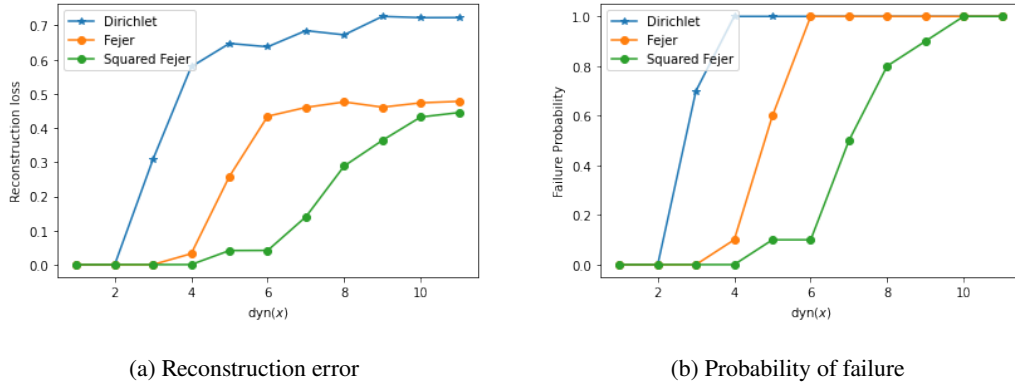 Dirichlet
Fejer
Squared Fejer
0.7
0.6
0.5
0.4
0.3
0.2
0.1
0.0
Reconstruction loss
2 4 6 8 10
dyn(x)
(a) Reconstruction error
Dirichlet
Fejer
Squared Fejer
1.0
0.8
0.6
0.4
0.2
0.0
Failure Probability
2 4 6 8 10
dyn(x)
(b) Probability of failure